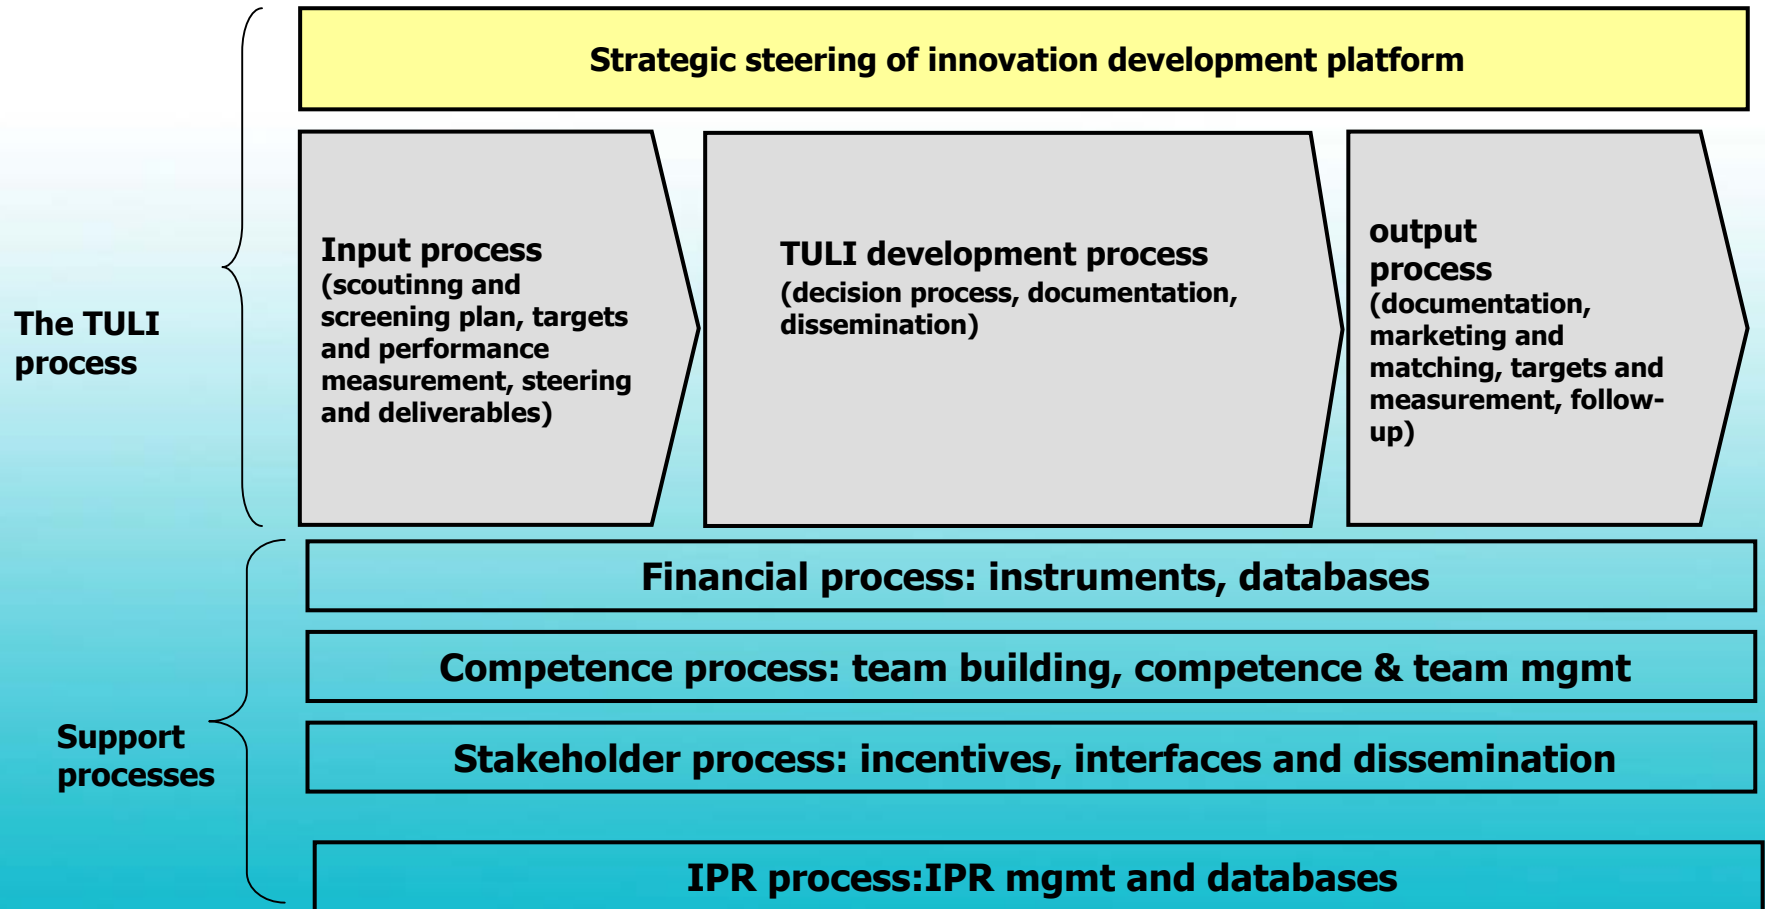 Strategic steering of innovation development platform
The TULI
process
Input process
(scoutinng and
screening plan, targets
and performance
measurement, steering
and deliverables)
TULI development process
(decision process, documentation,
dissemination)
output
process
(documentation,
marketing and
matching, targets and
measurement, follow-
up)
Support
processes
Financial process: instruments, databases
Competence process: team building, competence & team mgmt
Stakeholder process: incentives, interfaces and dissemination
IPR process:IPR mgmt and databases